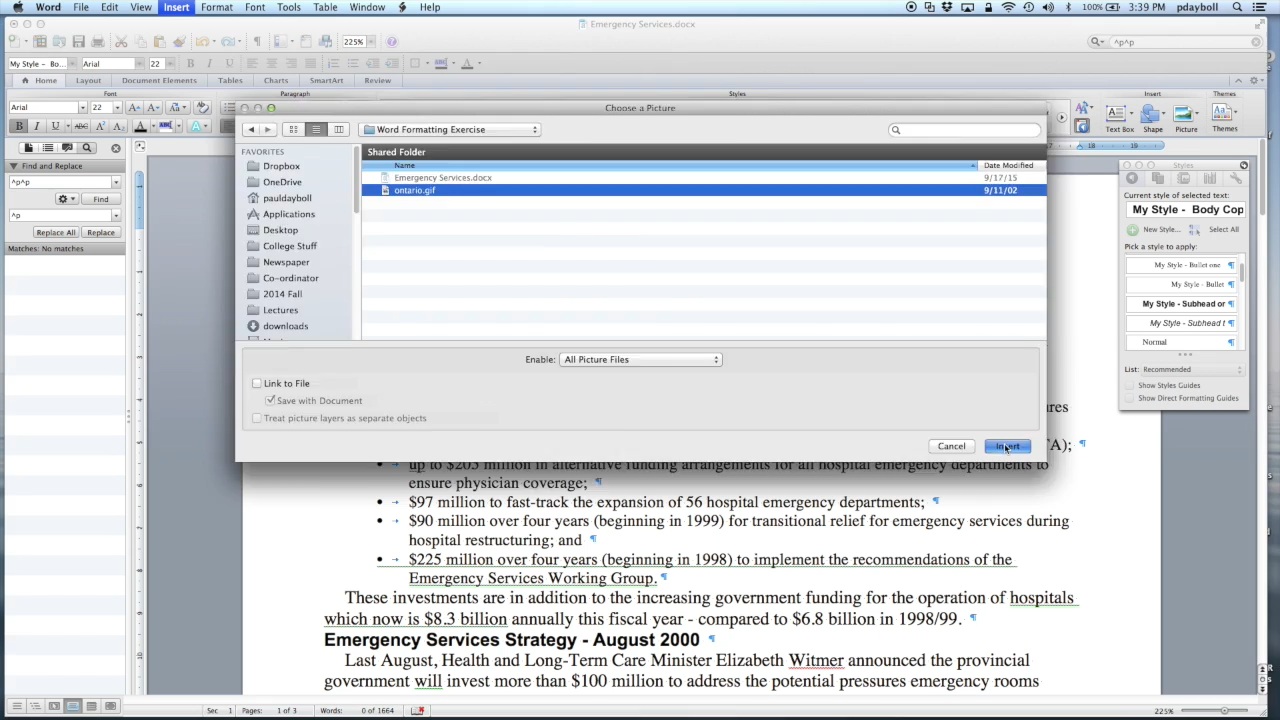 Word File Edit View Insert Format Font Tools Table Window Help 100% 3:39 PM pdayboll
Emergency Services.docx
225% ^p^p
My Style - Bo... Arial 22 B I U
Home Layout Document Elements Tables Charts SmartArt Review
Font Paragraph Styles Insert Themes
Choose a Picture
Arial 22
Word Formatting Exercise
B I U ABC A² A₂
Text Box Shape Picture Themes
FAVORITES
Dropbox
OneDrive
pauldayboll
Applications
Desktop
College Stuff
Newspaper
Co-ordinator
2014 Fall
Lectures
downloads
Shared Folder
Name Date Modified
Emergency Services.docx 9/17/15
ontario.gif 9/11/02
Enable: All Picture Files
Link to File
Save with Document
Treat picture layers as separate objects
Cancel Insert
Find and Replace
^p^p
Find
^p
Replace All Replace
Matches: No matches
17 18 19
Styles
Current style of selected text:
My Style - Body Cop
New Style... Select All
Pick a style to apply:
My Style - Bullet one ¶
My Style - Bullet ¶
My Style - Subhead or ¶
My Style - Subhead t ¶
Normal ¶
List: Recommended
Show Styles Guides
Show Direct Formatting Guides
ures
TA); ¶
• up to $205 million in alternative funding arrangements for all hospital emergency departments to
ensure physician coverage; ¶
• $97 million to fast-track the expansion of 56 hospital emergency departments; ¶
• $90 million over four years (beginning in 1999) for transitional relief for emergency services during
hospital restructuring; and ¶
• $225 million over four years (beginning in 1998) to implement the recommendations of the
Emergency Services Working Group. ¶
These investments are in addition to the increasing government funding for the operation of hospitals
which now is $8.3 billion annually this fiscal year - compared to $6.8 billion in 1998/99. ¶
Emergency Services Strategy - August 2000 ¶
Last August, Health and Long-Term Care Minister Elizabeth Witmer announced the provincial
government will invest more than $100 million to address the potential pressures emergency rooms
Sec 1 Pages: 1 of 3 Words: 0 of 1664 225%